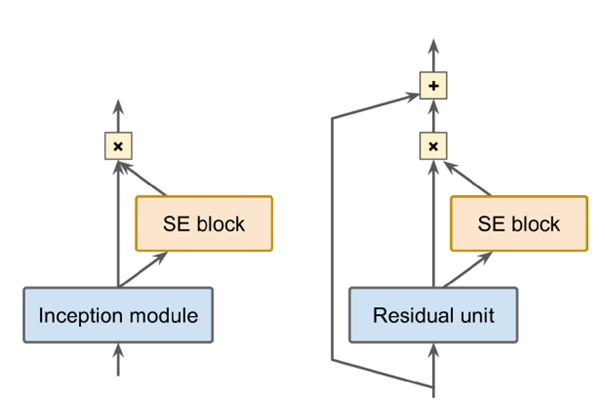 +
×
×
SE block
SE block
Inception module
Residual unit